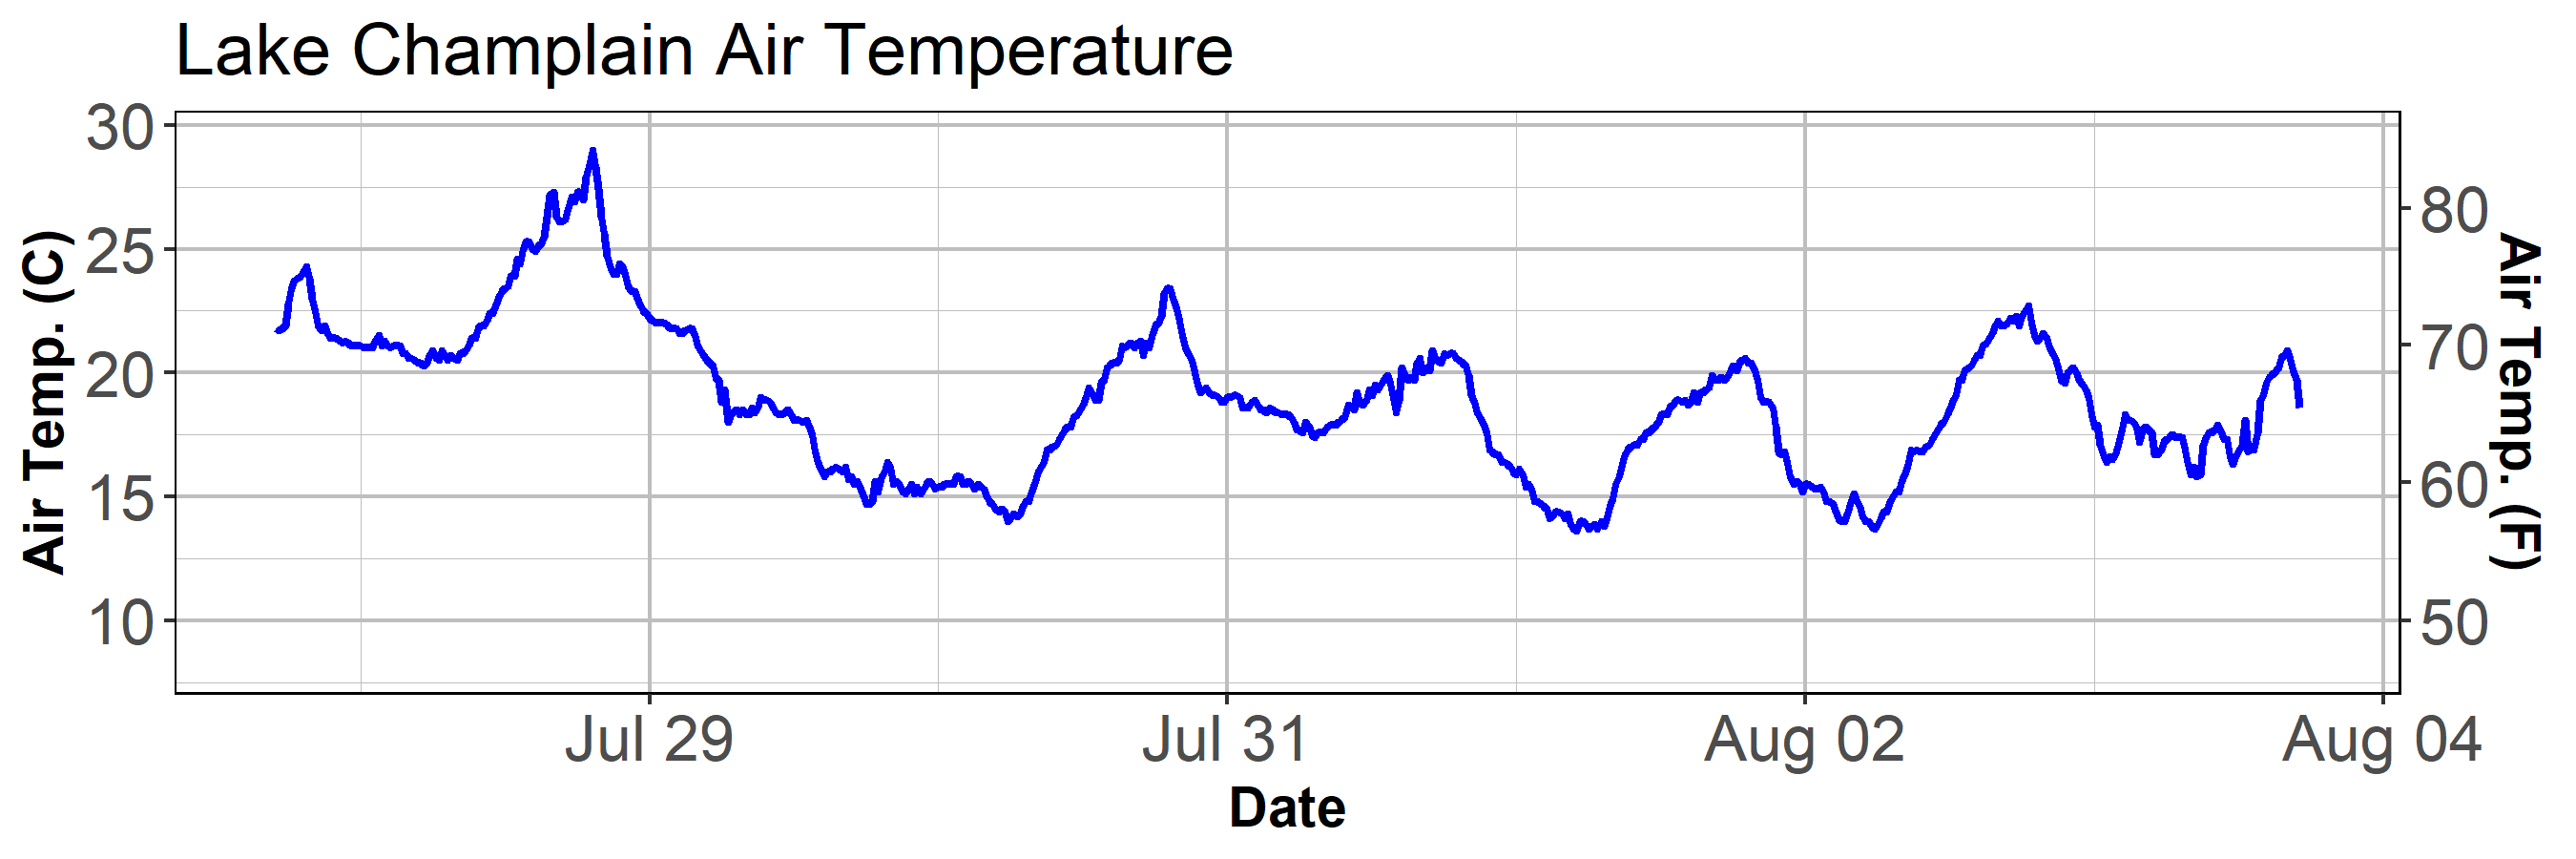 Lake Champlain Air Temperature
30
25
20
15
10
Air Temp. (C)
80
70
60
50
Air Temp. (F)
Jul 29
Jul 31
Aug 02
Aug 04
Date